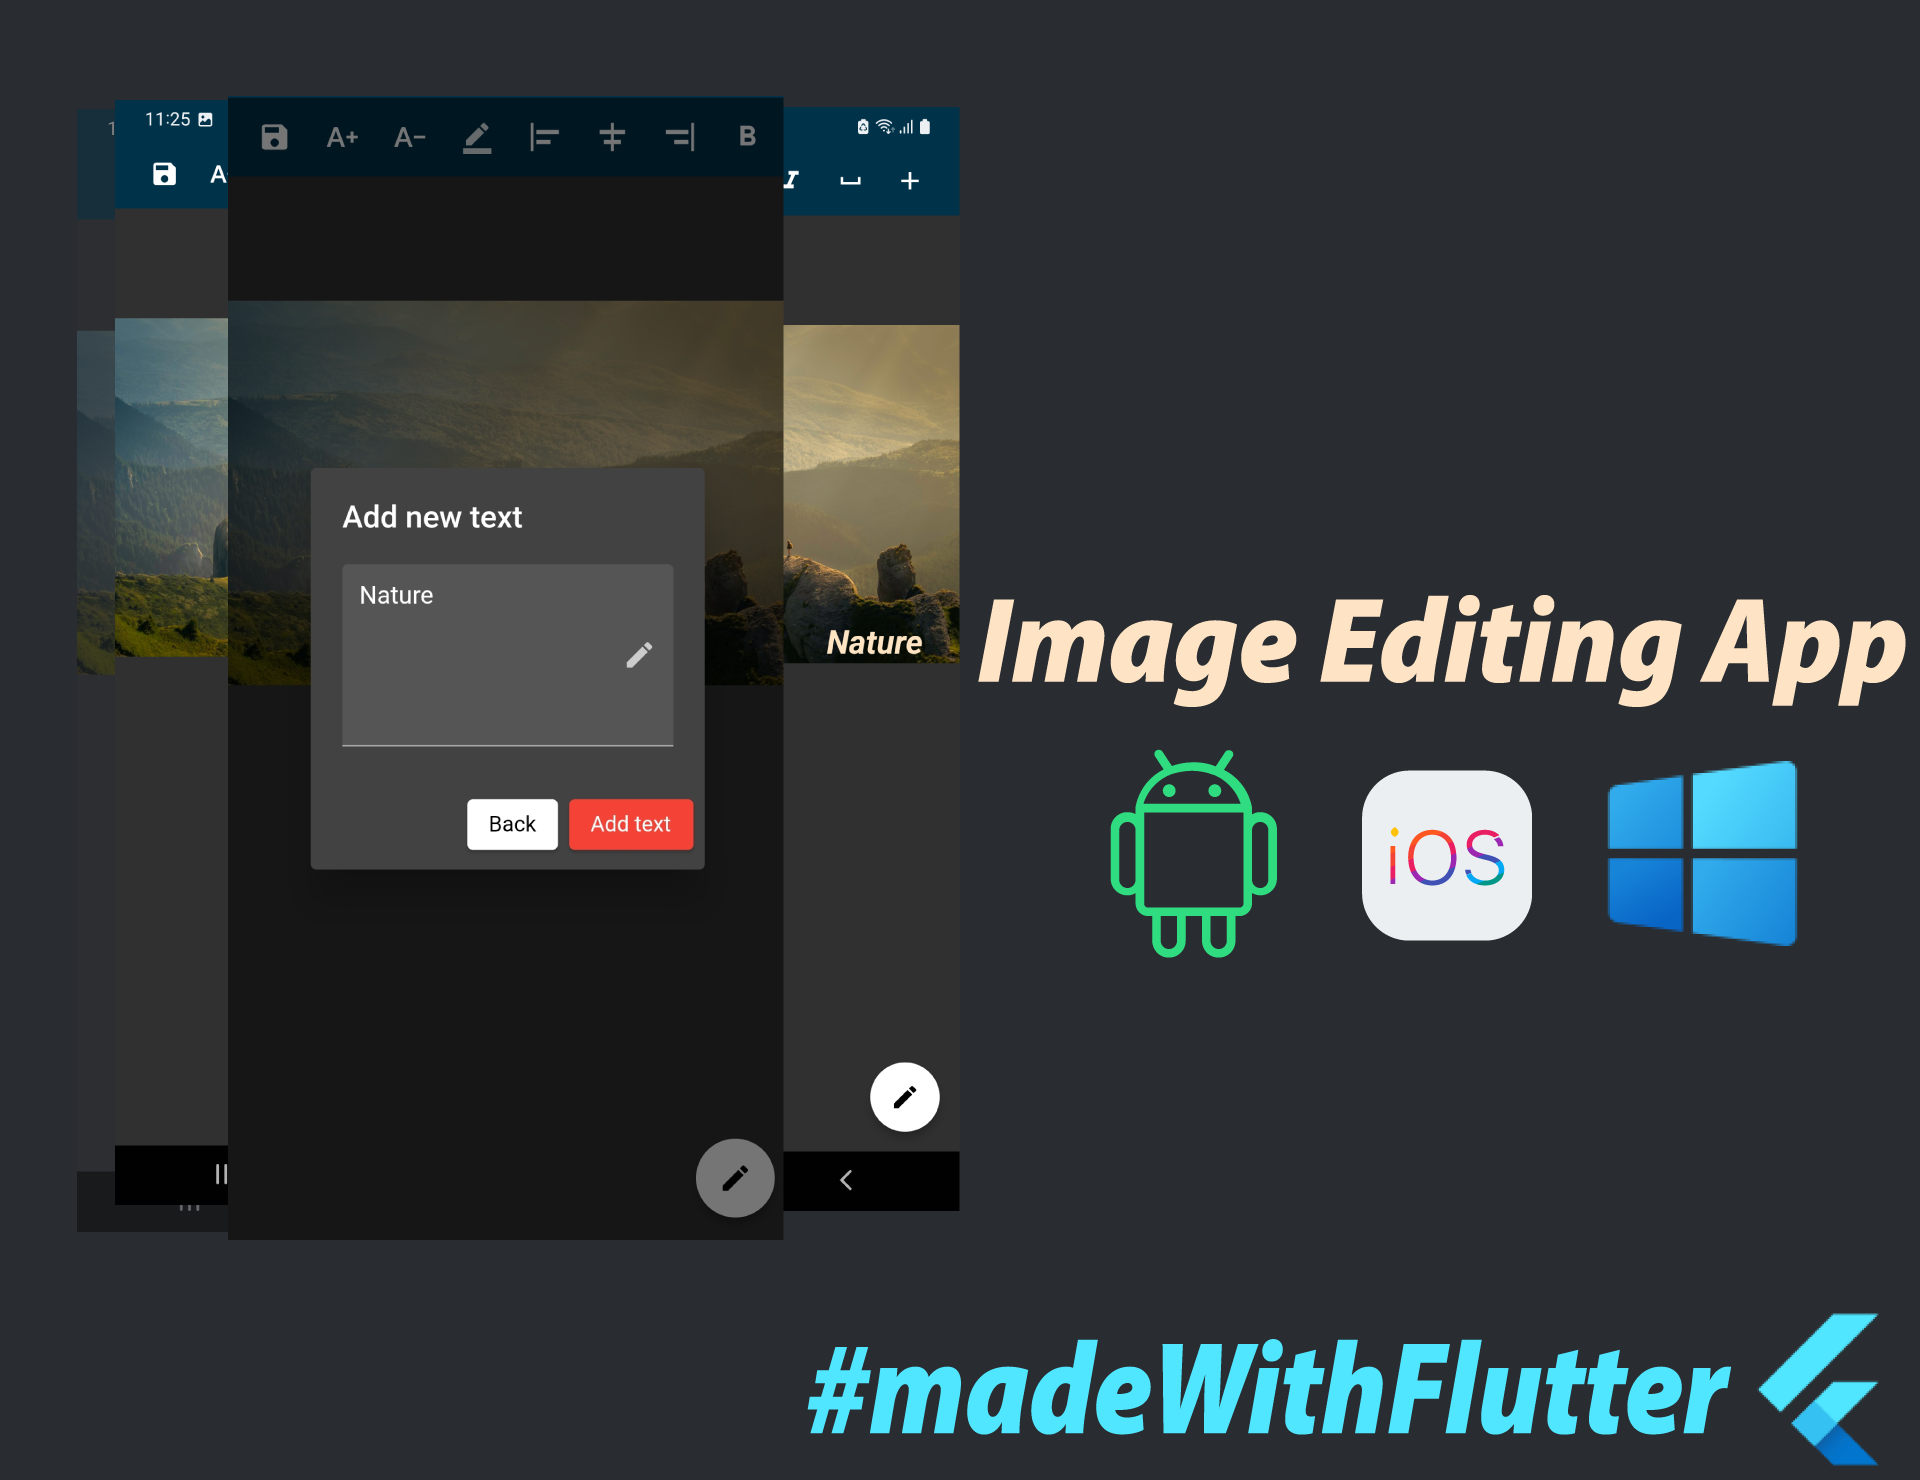 11:25
A+ A- B
A I
Add new text
Nature
Back Add text
Nature
Image Editing App
iOS
#madeWithFlutter